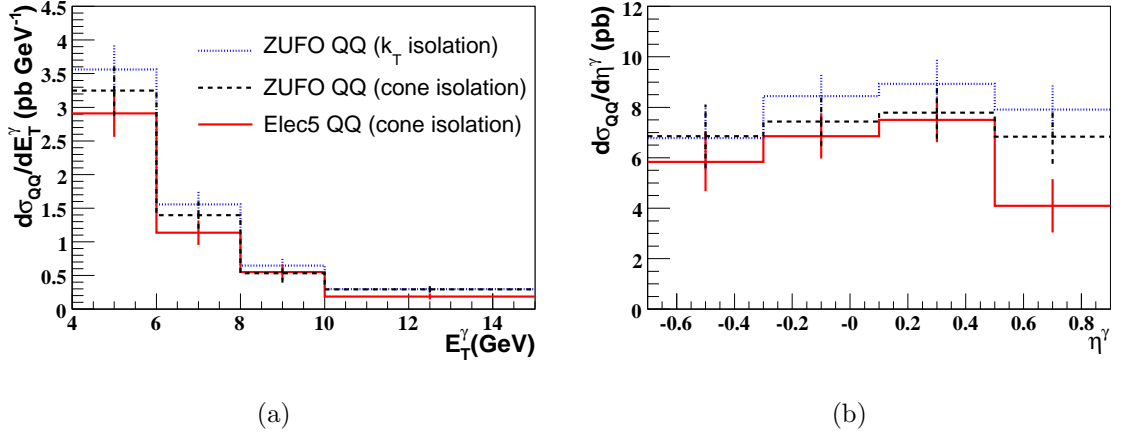 dσ_QQ/dE_T^γ (pb GeV⁻¹)
4.5
4
3.5
3
2.5
2
1.5
1
0.5
0
ZUFO QQ (k_T isolation)
ZUFO QQ (cone isolation)
Elec5 QQ (cone isolation)
4 6 8 10 12 14
E_T^γ(GeV)
(a)
dσ_QQ/dη^γ (pb)
12
10
8
6
4
2
0
-0.6 -0.4 -0.2 -0 0.2 0.4 0.6 0.8
η^γ
(b)